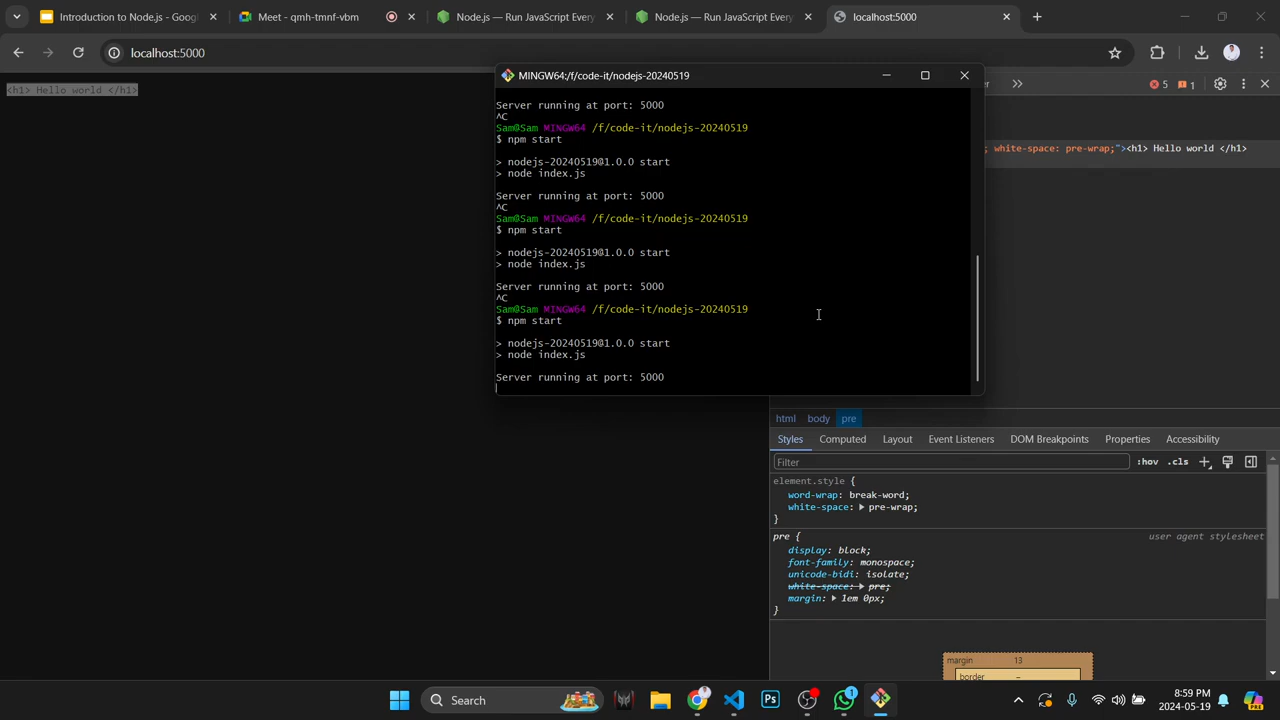 Introduction to Node.js - Googl
Meet - qmh-tmnf-vbm
Node.js — Run JavaScript Every
Node.js — Run JavaScript Every
localhost:5000
localhost:5000
<h1> Hello world </h1>
MINGW64:/f/code-it/nodejs-20240519
5
1
Server running at port: 5000
^C
Sam@Sam MINGW64 /f/code-it/nodejs-20240519
$ npm start
> nodejs-20240519@1.0.0 start
> node index.js
Server running at port: 5000
^C
Sam@Sam MINGW64 /f/code-it/nodejs-20240519
$ npm start
> nodejs-20240519@1.0.0 start
> node index.js
Server running at port: 5000
^C
Sam@Sam MINGW64 /f/code-it/nodejs-20240519
$ npm start
> nodejs-20240519@1.0.0 start
> node index.js
Server running at port: 5000
; white-space: pre-wrap;"><h1> Hello world </h1>
html body pre
Styles Computed Layout Event Listeners DOM Breakpoints Properties Accessibility
Filter
:hov .cls
element.style {
word-wrap: break-word;
white-space: pre-wrap;
}
pre {
user agent stylesheet
display: block;
font-family: monospace;
unicode-bidi: isolate;
white-space: pre;
margin: 1em 0px;
}
margin 13
border –
Search
Ps
1
8:59 PM
2024-05-19